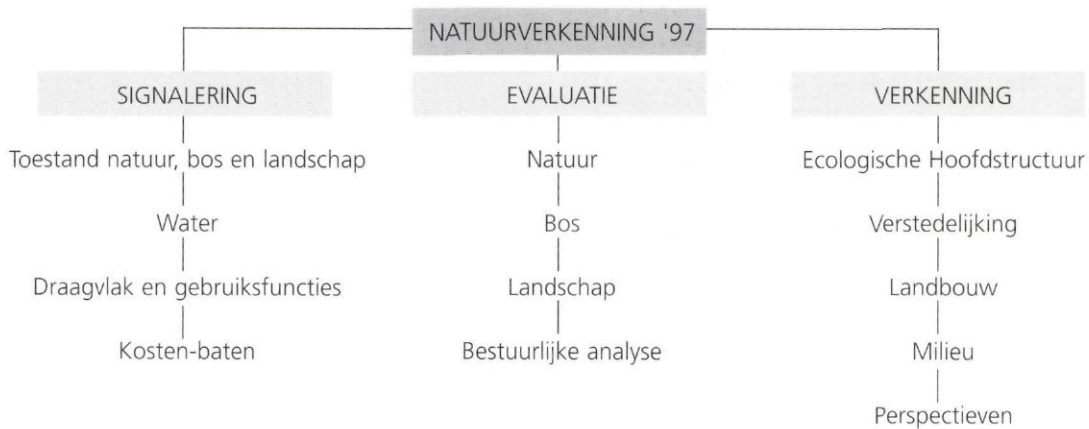 NATUURVERKENNING '97
SIGNALERING
Toestand natuur, bos en landschap
Water
Draagvlak en gebruiksfuncties
Kosten-baten
EVALUATIE
Natuur
Bos
Landschap
Bestuurlijke analyse
VERKENNING
Ecologische Hoofdstructuur
Verstedelijking
Landbouw
Milieu
Perspectieven